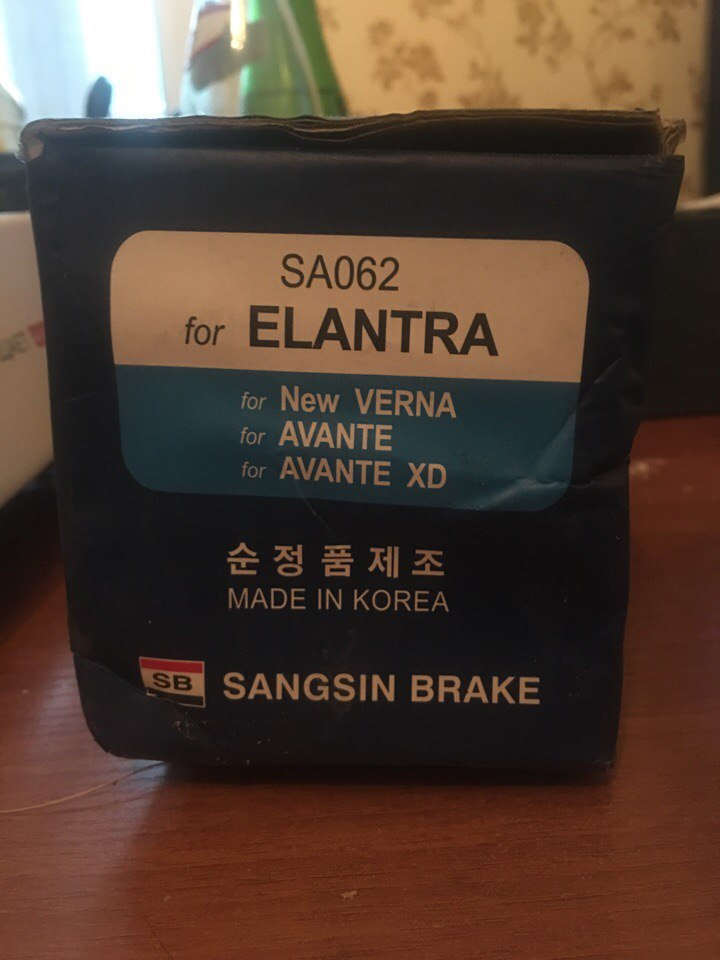 SA062
for ELANTRA
for New VERNA
for AVANTE
for AVANTE XD
순정품제조
MADE IN KOREA
SB SANGSIN BRAKE